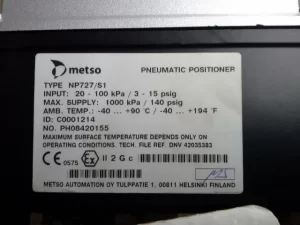 metso PNEUMATIC POSITIONER
TYPE NP727/S1
INPUT: 20 - 100 kPa / 3 - 15 psig
MAX. SUPPLY: 1000 kPa / 140 psig
AMB. TEMP: -40 ... +90 °C / -40 ... +194 °F
ID: C0001214
NO: PH08420155
MAXIMUM SURFACE TEMPERATURE DEPENDS ONLY ON
OPERATING CONDITIONS. TECH. FILE REF. DNV 42035383
CE 0575 Ex II 2 G c
METSO AUTOMATION OY TULPPATIE 1, 00811 HELSINKI FINLAND